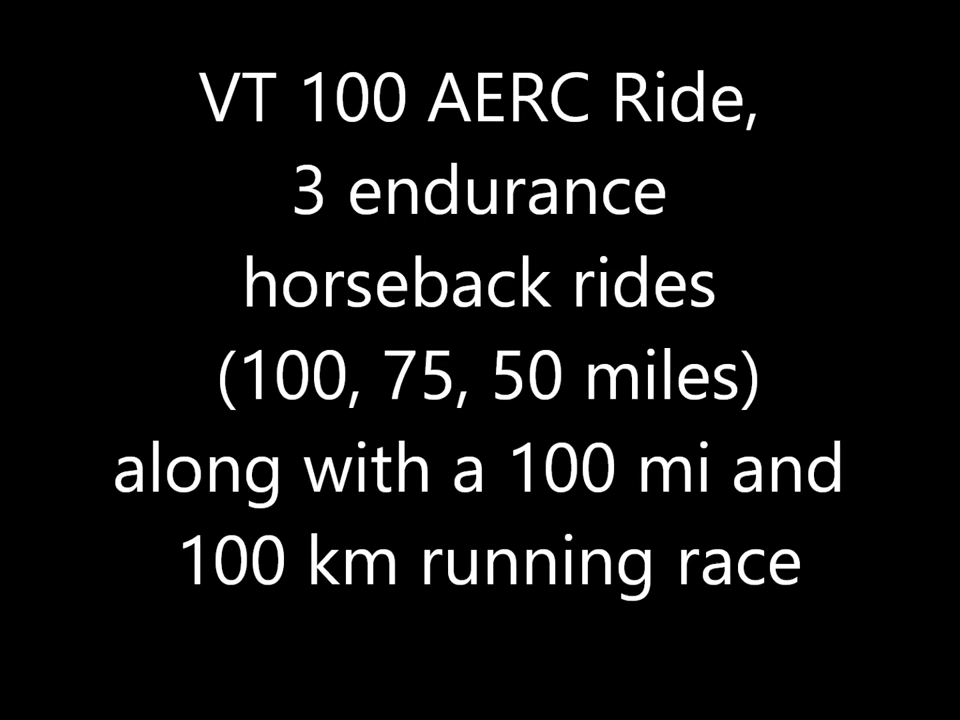 VT 100 AERC Ride,
3 endurance
horseback rides
(100, 75, 50 miles)
along with a 100 mi and
100 km running race